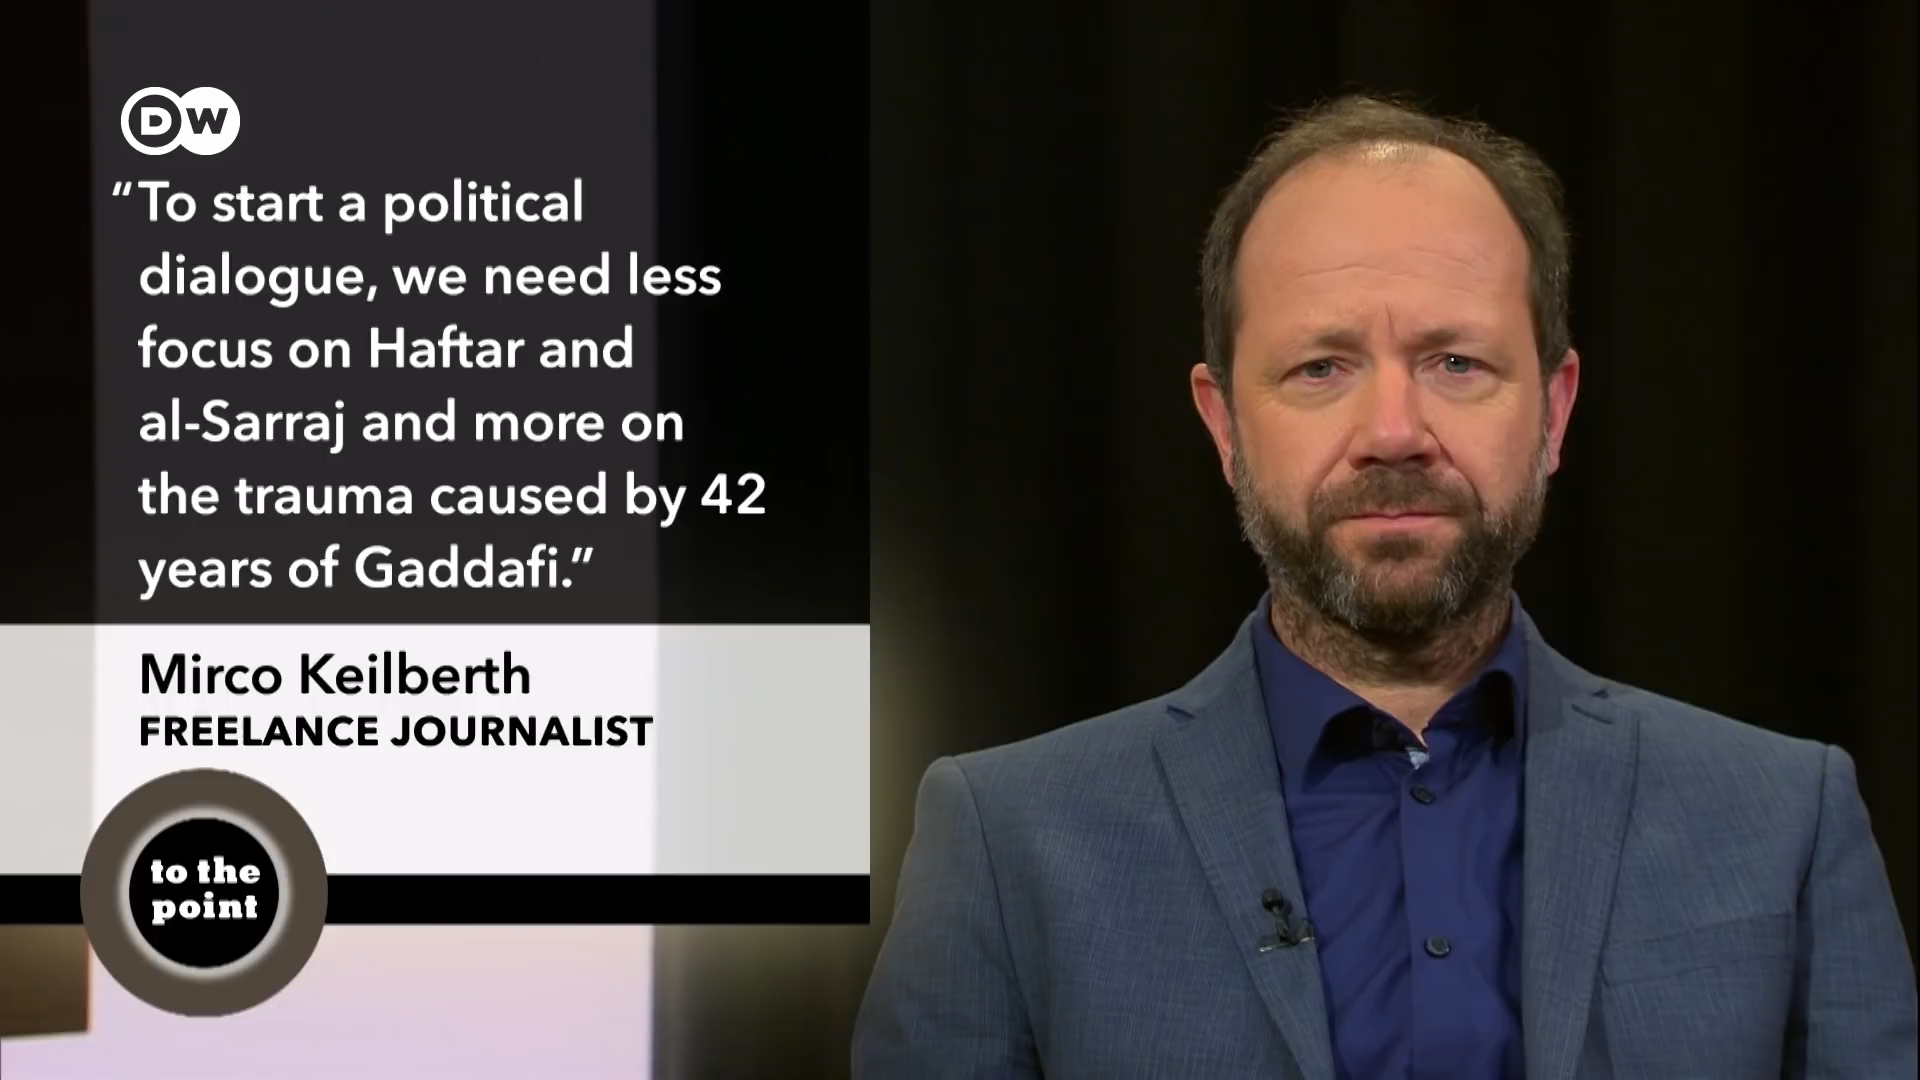 DW
“To start a political
dialogue, we need less
focus on Haftar and
al-Sarraj and more on
the trauma caused by 42
years of Gaddafi.”
Mirco Keilberth
FREELANCE JOURNALIST
to the
point